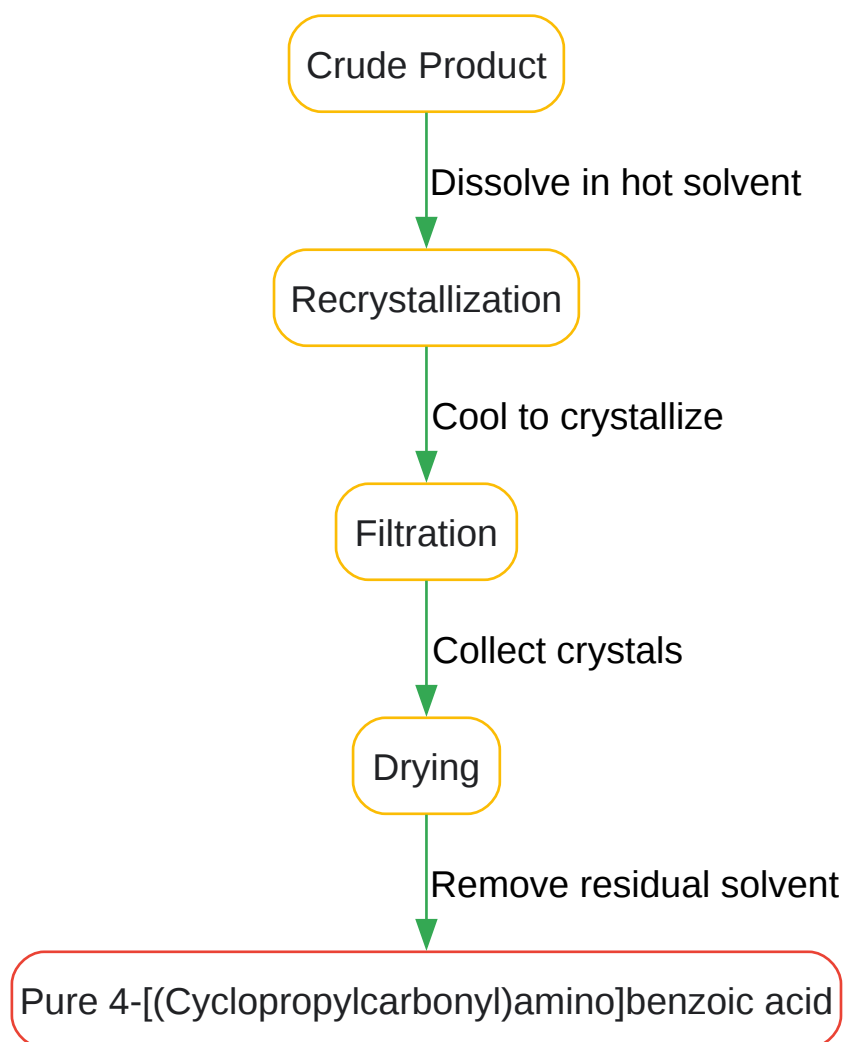 Crude Product
Dissolve in hot solvent
Recrystallization
Cool to crystallize
Filtration
Collect crystals
Drying
Remove residual solvent
Pure 4-[(Cyclopropylcarbonyl)amino]benzoic acid